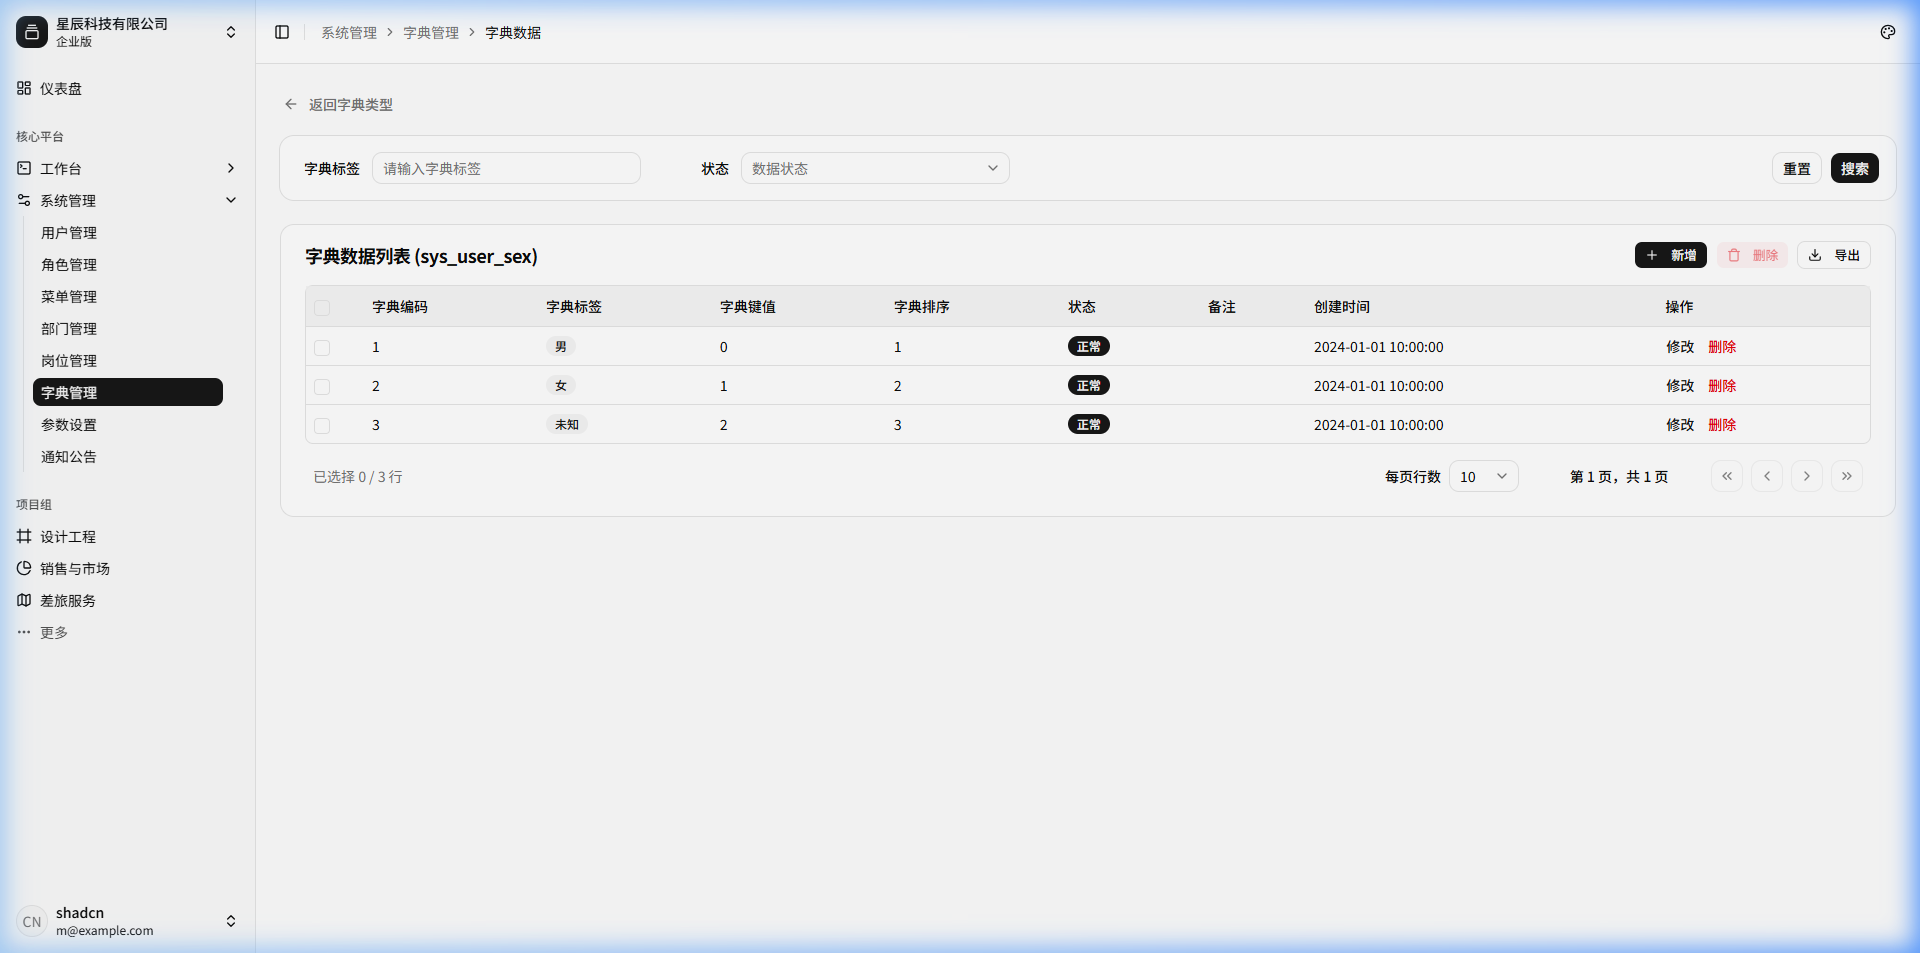 星辰科技有限公司
企业版
仪表盘
核心平台
工作台
系统管理
用户管理
角色管理
菜单管理
部门管理
岗位管理
字典管理
参数设置
通知公告
项目组
设计工程
销售与市场
差旅服务
更多
CN
shadcn
m@example.com
系统管理 字典管理 字典数据
返回字典类型
字典标签 请输入字典标签 状态 数据状态 重置 搜索
字典数据列表 (sys_user_sex) 新增 删除 导出
字典编码 字典标签 字典键值 字典排序 状态 备注 创建时间 操作
1 男 0 1 正常 2024-01-01 10:00:00 修改 删除
2 女 1 2 正常 2024-01-01 10:00:00 修改 删除
3 未知 2 3 正常 2024-01-01 10:00:00 修改 删除
已选择 0 / 3 行 每页行数 10 第 1 页，共 1 页